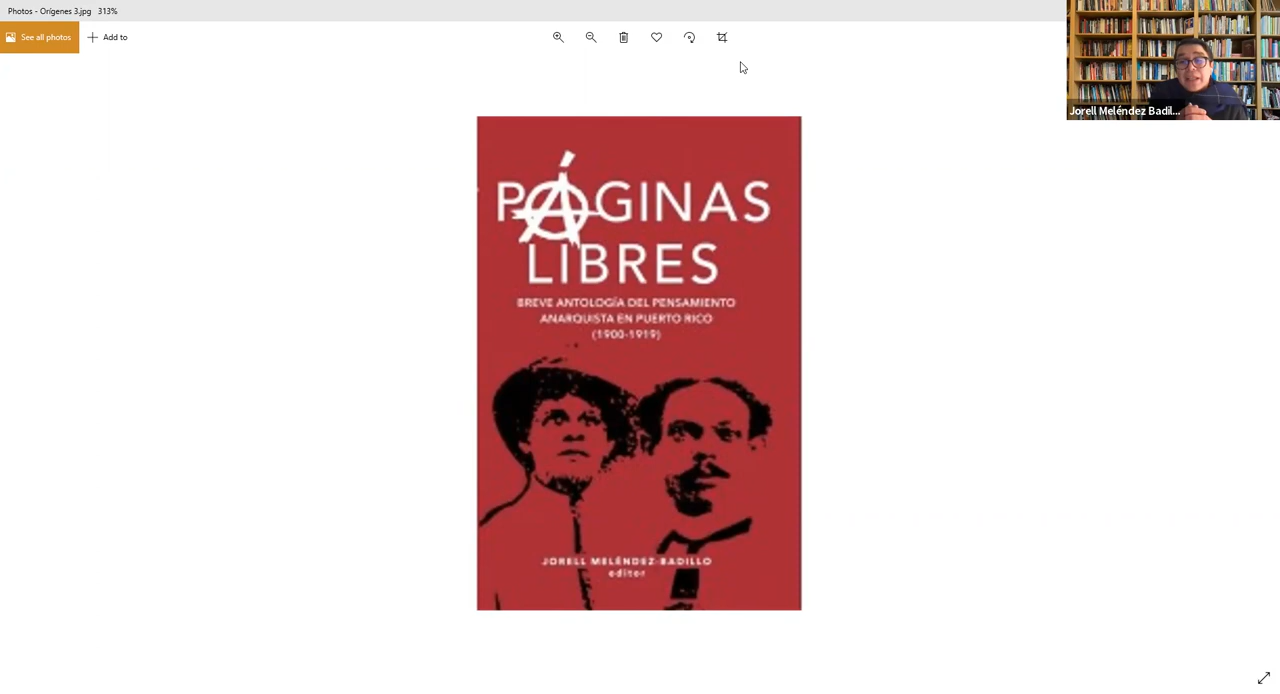 Photos - Orígenes 3.jpg 313%
See all photos
Add to
Jorell Meléndez Badil...
PÁGINAS
LIBRES
BREVE ANTOLOGÍA DEL PENSAMIENTO
ANARQUISTA EN PUERTO RICO
(1900-1919)
JORELL MELÉNDEZ-BADILLO
editor